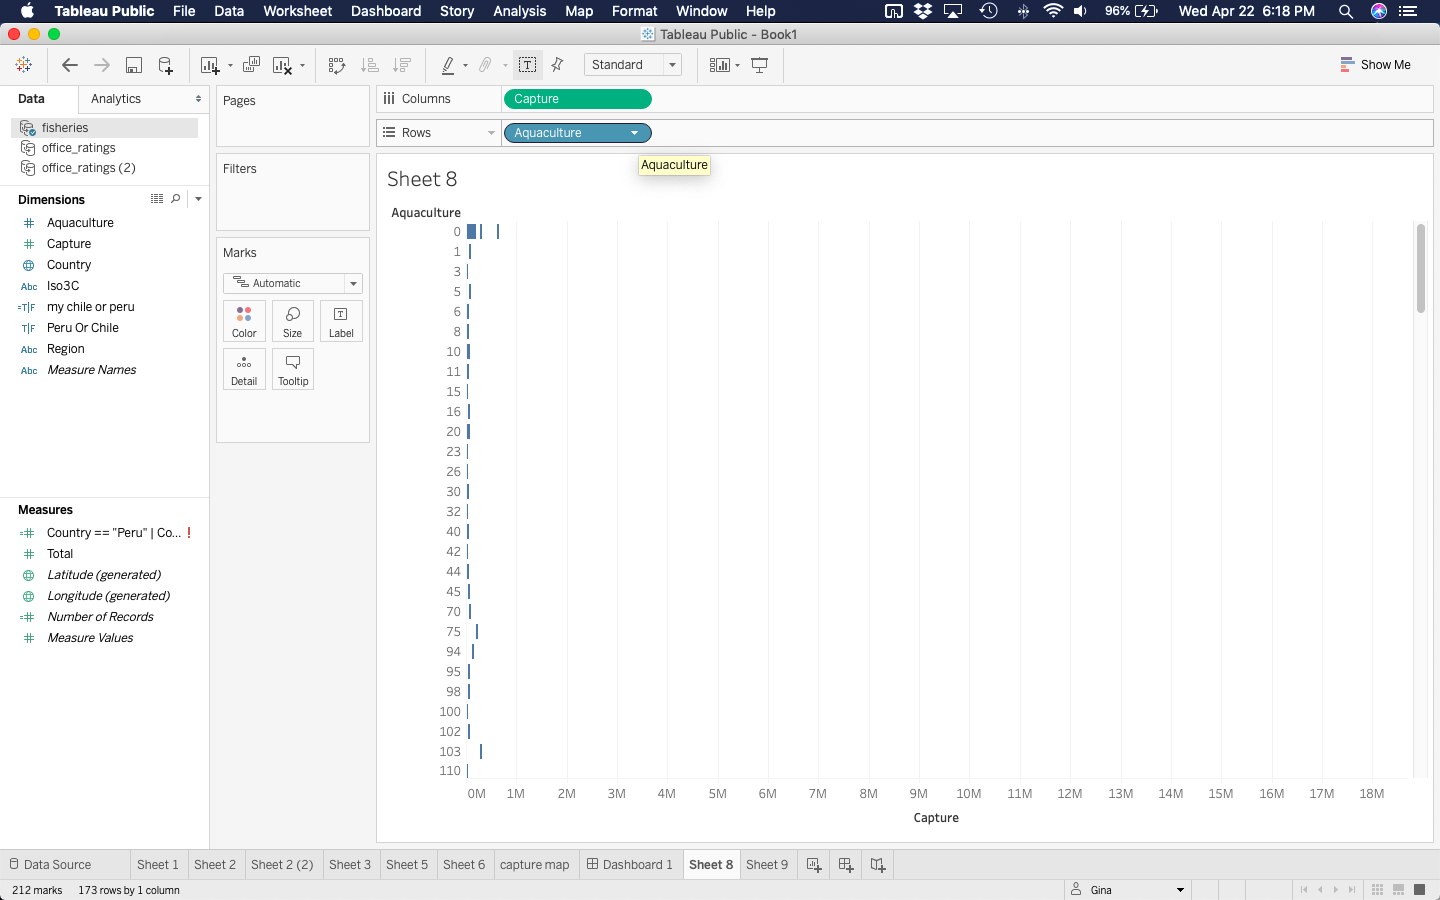 Tableau Public File Data Worksheet Dashboard Story Analysis Map Format Window Help 96% Wed Apr 22 6:18 PM
Tableau Public - Book1
Standard Show Me
Data Analytics
fisheries
office_ratings
office_ratings (2)
Dimensions
# Aquaculture
# Capture
Country
Abc Iso3C
=T|F my chile or peru
T|F Peru Or Chile
Abc Region
Abc Measure Names
Measures
=# Country == "Peru" | Co... !
# Total
Latitude (generated)
Longitude (generated)
=# Number of Records
# Measure Values
Pages
Filters
Marks
Automatic
Color Size T Label
Detail Tooltip
Columns Capture
Rows Aquaculture
Aquaculture
Sheet 8
Aquaculture
0
1
3
5
6
8
10
11
15
16
20
23
26
30
32
40
42
44
45
70
75
94
95
98
100
102
103
110
0M 1M 2M 3M 4M 5M 6M 7M 8M 9M 10M 11M 12M 13M 14M 15M 16M 17M 18M
Capture
Data Source Sheet 1 Sheet 2 Sheet 2 (2) Sheet 3 Sheet 5 Sheet 6 capture map Dashboard 1 Sheet 8 Sheet 9
212 marks 173 rows by 1 column Gina